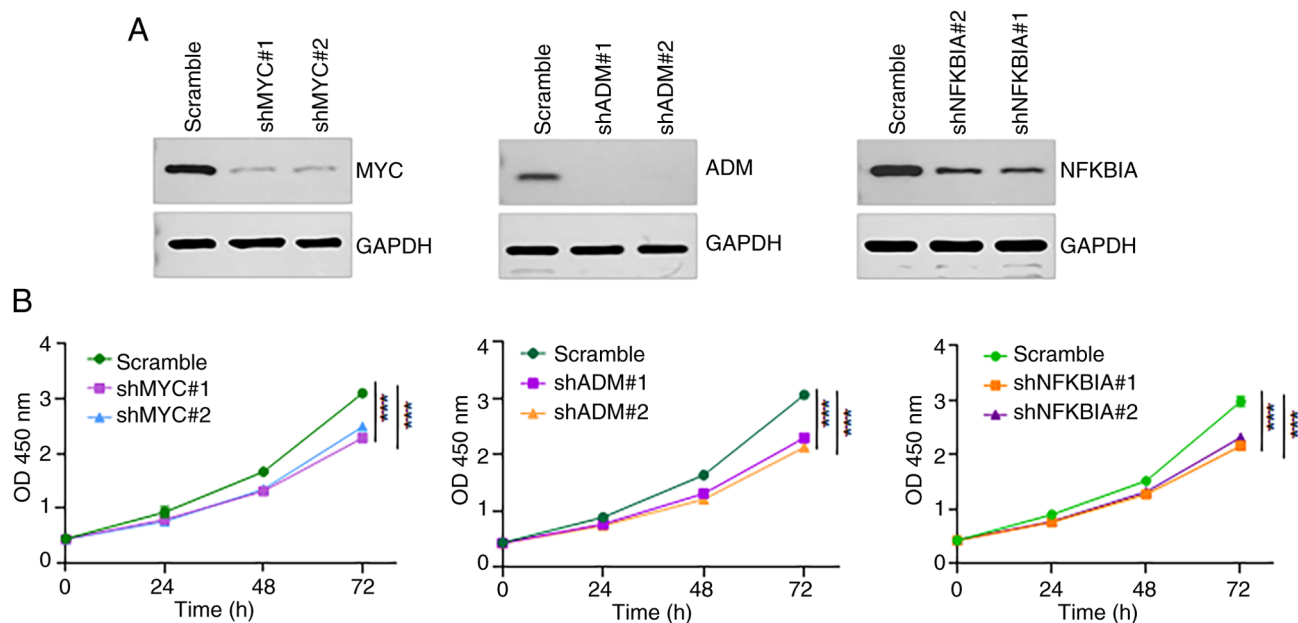 A
Scramble
shMYC#1
shMYC#2
MYC
GAPDH
Scramble
shADM#1
shADM#2
ADM
GAPDH
Scramble
shNFKBIA#2
shNFKBIA#1
NFKBIA
GAPDH
B
OD 450 nm
4
3
2
1
0
Scramble
shMYC#1
shMYC#2
***
***
0 24 48 72
Time (h)
OD 450 nm
4
3
2
1
0
Scramble
shADM#1
shADM#2
***
***
0 24 48 72
Time (h)
OD 450 nm
4
3
2
1
0
Scramble
shNFKBIA#1
shNFKBIA#2
***
***
0 24 48 72
Time (h)